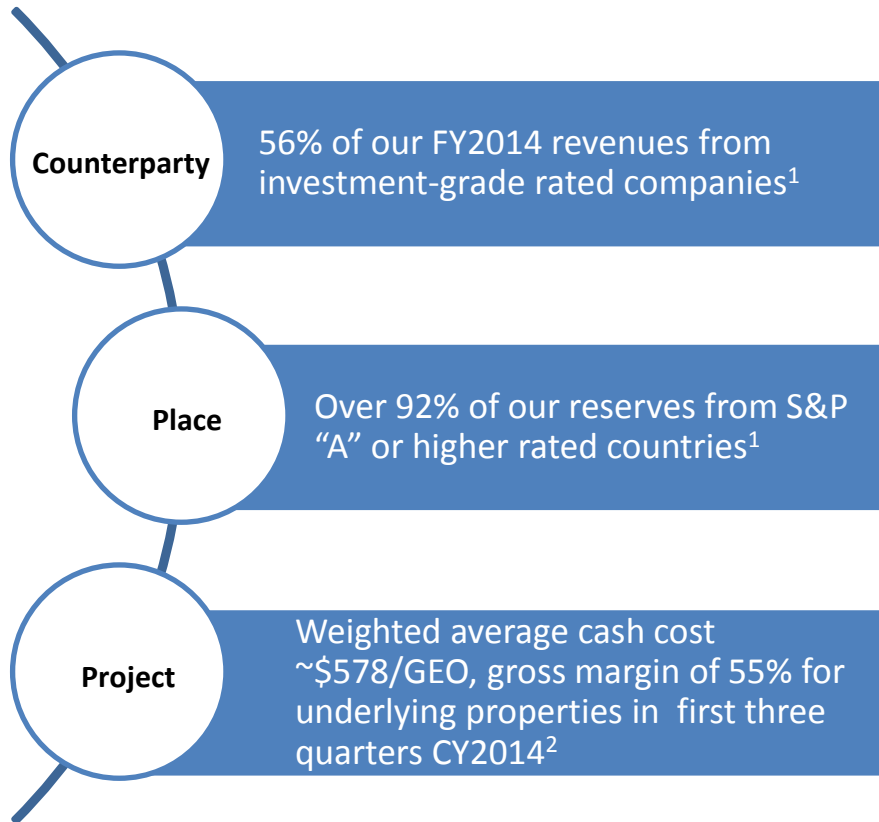 Counterparty
56% of our FY2014 revenues from
investment-grade rated companies¹
Place
Over 92% of our reserves from S&P
“A” or higher rated countries¹
Project
Weighted average cash cost
~$578/GEO, gross margin of 55% for
underlying properties in first three
quarters CY2014²